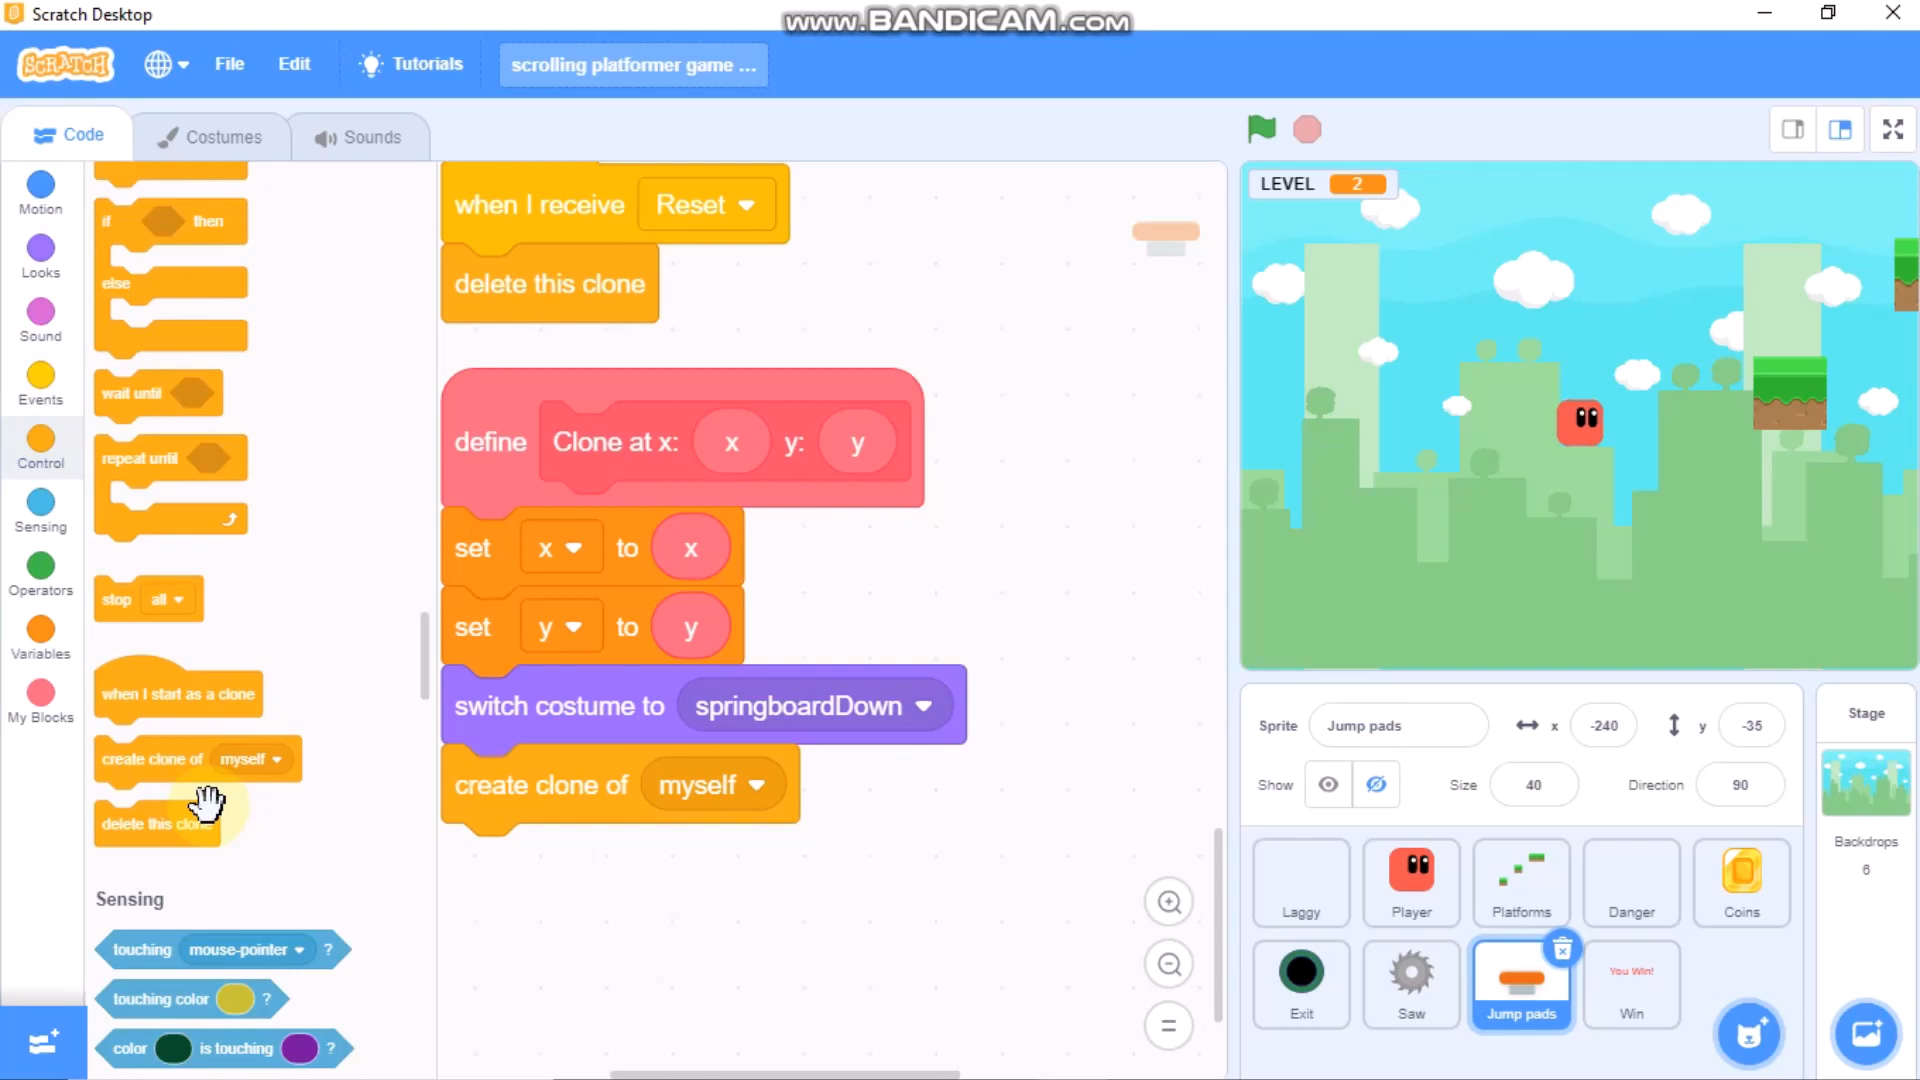 Scratch Desktop
www.BANDICAM.com
SCRATCH
File
Edit
Tutorials
scrolling platformer game ...
Code
Costumes
Sounds
Motion
Looks
Sound
Events
Control
Sensing
Operators
Variables
My Blocks
if then
else
wait until
repeat until
stop all
when I start as a clone
create clone of myself
delete this clone
Sensing
touching mouse-pointer ?
touching color ?
color is touching ?
when I receive Reset
delete this clone
define Clone at x: x y: y
set x to x
set y to y
switch costume to springboardDown
create clone of myself
LEVEL 2
Sprite Jump pads x -240 y -35
Show Size 40 Direction 90
Laggy
Player
Platforms
Danger
Coins
Exit
Saw
Jump pads
You Win!
Win
Stage
Backdrops
6